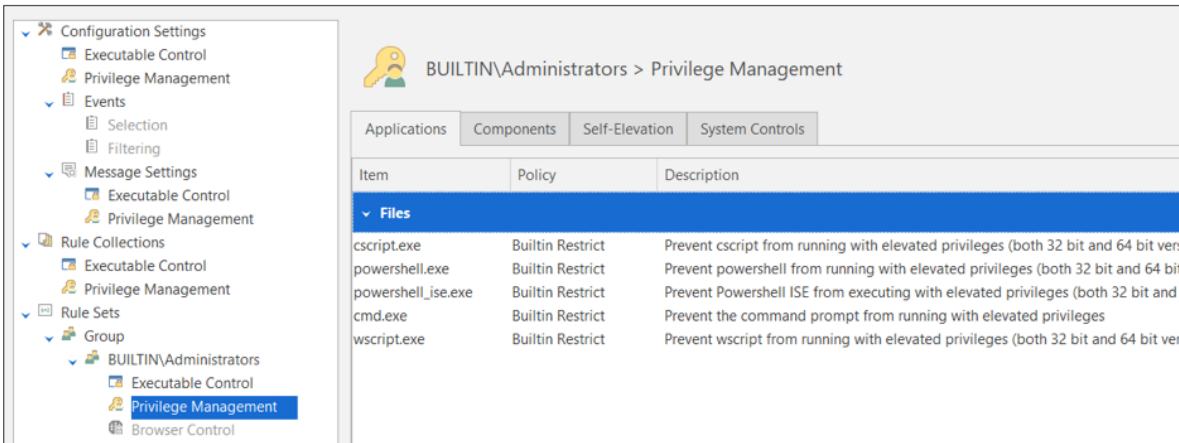 Configuration Settings
Executable Control
Privilege Management
Events
Selection
Filtering
Message Settings
Executable Control
Privilege Management
Rule Collections
Executable Control
Privilege Management
Rule Sets
Group
BUILTIN\Administrators
Executable Control
Privilege Management
Browser Control
BUILTIN\Administrators > Privilege Management
Applications Components Self-Elevation System Controls
Item Policy Description
Files
cscript.exe Builtin Restrict Prevent cscript from running with elevated privileges (both 32 bit and 64 bit ver
powershell.exe Builtin Restrict Prevent powershell from running with elevated privileges (both 32 bit and 64 bi
powershell_ise.exe Builtin Restrict Prevent Powershell ISE from executing with elevated privileges (both 32 bit and
cmd.exe Builtin Restrict Prevent the command prompt from running with elevated privileges
wscript.exe Builtin Restrict Prevent wscript from running with elevated privileges (both 32 bit and 64 bit ver